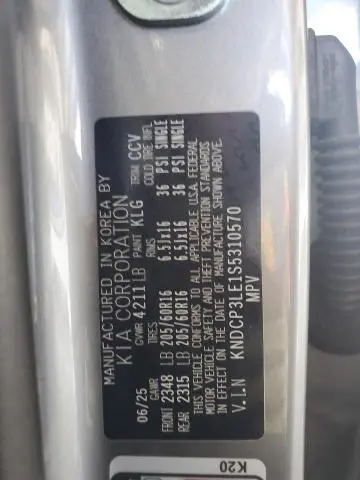 MANUFACTURED IN KOREA BY
KIA CORPORATION
06/25 GVWR 4211 LB PAINT KLG TRIM CCV
GAWR TIRES RIMS COLD TIRE INFL
FRONT 2348 LB 205/60R16 6.5Jx16 36 PSI SINGLE
REAR 2315 LB 205/60R16 6.5Jx16 36 PSI SINGLE
THIS VEHICLE CONFORMS TO ALL APPLICABLE U.S.A. FEDERAL
MOTOR VEHICLE SAFETY AND THEFT PREVENTION STANDARDS
IN EFFECT ON THE DATE OF MANUFACTURE SHOWN ABOVE.
V.I.N KNDCP3LE1S5310570
MPV
K20